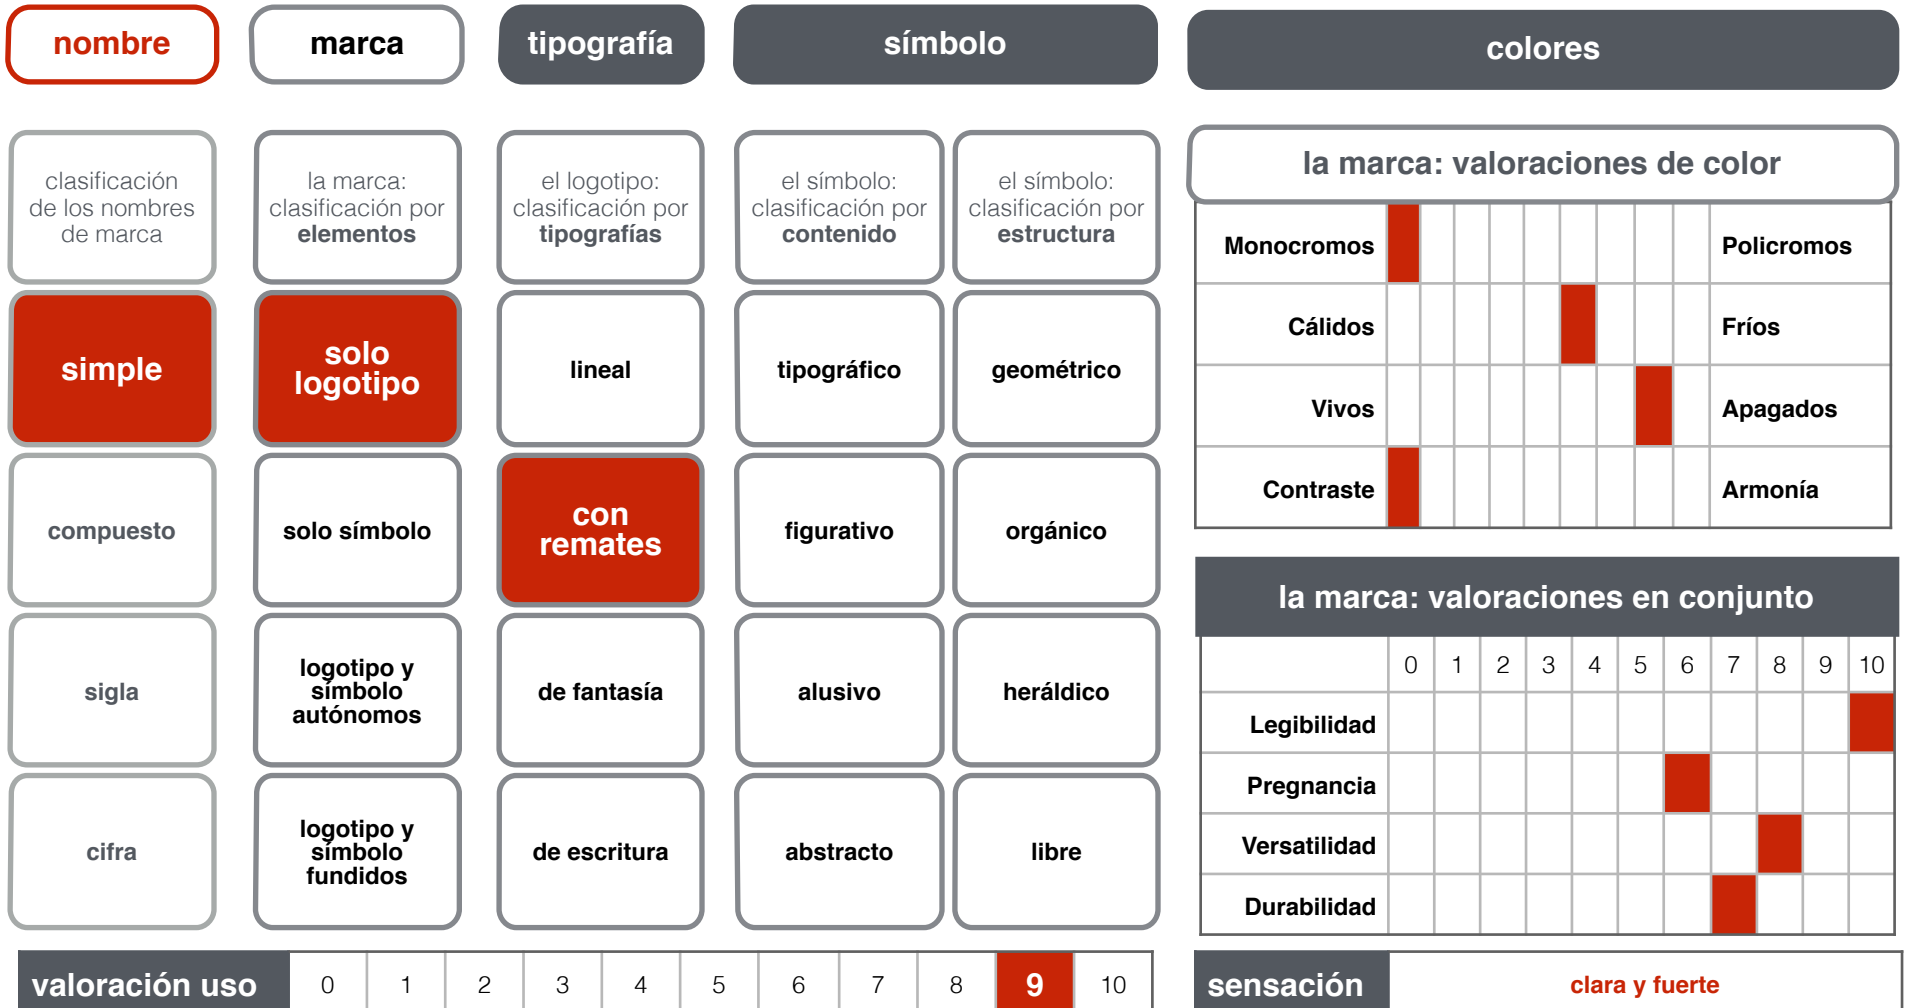 nombre
marca
tipografía
símbolo
colores
clasificación
de los nombres
de marca
la marca:
clasificación por
elementos
el logotipo:
clasificación por
tipografías
el símbolo:
clasificación por
contenido
el símbolo:
clasificación por
estructura
simple
solo
logotipo
lineal
tipográfico
geométrico
compuesto
solo símbolo
con
remates
figurativo
orgánico
sigla
logotipo y
símbolo
autónomos
de fantasía
alusivo
heráldico
cifra
logotipo y
símbolo
fundidos
de escritura
abstracto
libre
valoración uso 0 1 2 3 4 5 6 7 8 9 10
la marca: valoraciones de color
Monocromos Policromos
Cálidos Fríos
Vivos Apagados
Contraste Armonía
la marca: valoraciones en conjunto
0 1 2 3 4 5 6 7 8 9 10
Legibilidad
Pregnancia
Versatilidad
Durabilidad
sensación clara y fuerte